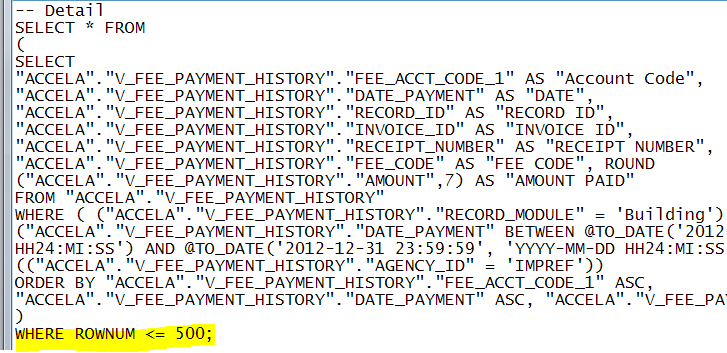 -- Detail
SELECT * FROM
(
SELECT
"ACCELA"."V_FEE_PAYMENT_HISTORY"."FEE_ACCT_CODE_1" AS "Account Code",
"ACCELA"."V_FEE_PAYMENT_HISTORY"."DATE_PAYMENT" AS "DATE",
"ACCELA"."V_FEE_PAYMENT_HISTORY"."RECORD_ID" AS "RECORD ID",
"ACCELA"."V_FEE_PAYMENT_HISTORY"."INVOICE_ID" AS "INVOICE ID",
"ACCELA"."V_FEE_PAYMENT_HISTORY"."RECEIPT_NUMBER" AS "RECEIPT NUMBER",
"ACCELA"."V_FEE_PAYMENT_HISTORY"."FEE_CODE" AS "FEE CODE", ROUND
("ACCELA"."V_FEE_PAYMENT_HISTORY"."AMOUNT",7) AS "AMOUNT PAID"
FROM "ACCELA"."V_FEE_PAYMENT_HISTORY"
WHERE ( ("ACCELA"."V_FEE_PAYMENT_HISTORY"."RECORD_MODULE" = 'Building')
("ACCELA"."V_FEE_PAYMENT_HISTORY"."DATE_PAYMENT" BETWEEN @TO_DATE('2012
HH24:MI:SS') AND @TO_DATE('2012-12-31 23:59:59', 'YYYY-MM-DD HH24:MI:SS
(("ACCELA"."V_FEE_PAYMENT_HISTORY"."AGENCY_ID" = 'IMPREF'))
ORDER BY "ACCELA"."V_FEE_PAYMENT_HISTORY"."FEE_ACCT_CODE_1" ASC,
"ACCELA"."V_FEE_PAYMENT_HISTORY"."DATE_PAYMENT" ASC, "ACCELA"."V_FEE_PA
)
WHERE ROWNUM <= 500;